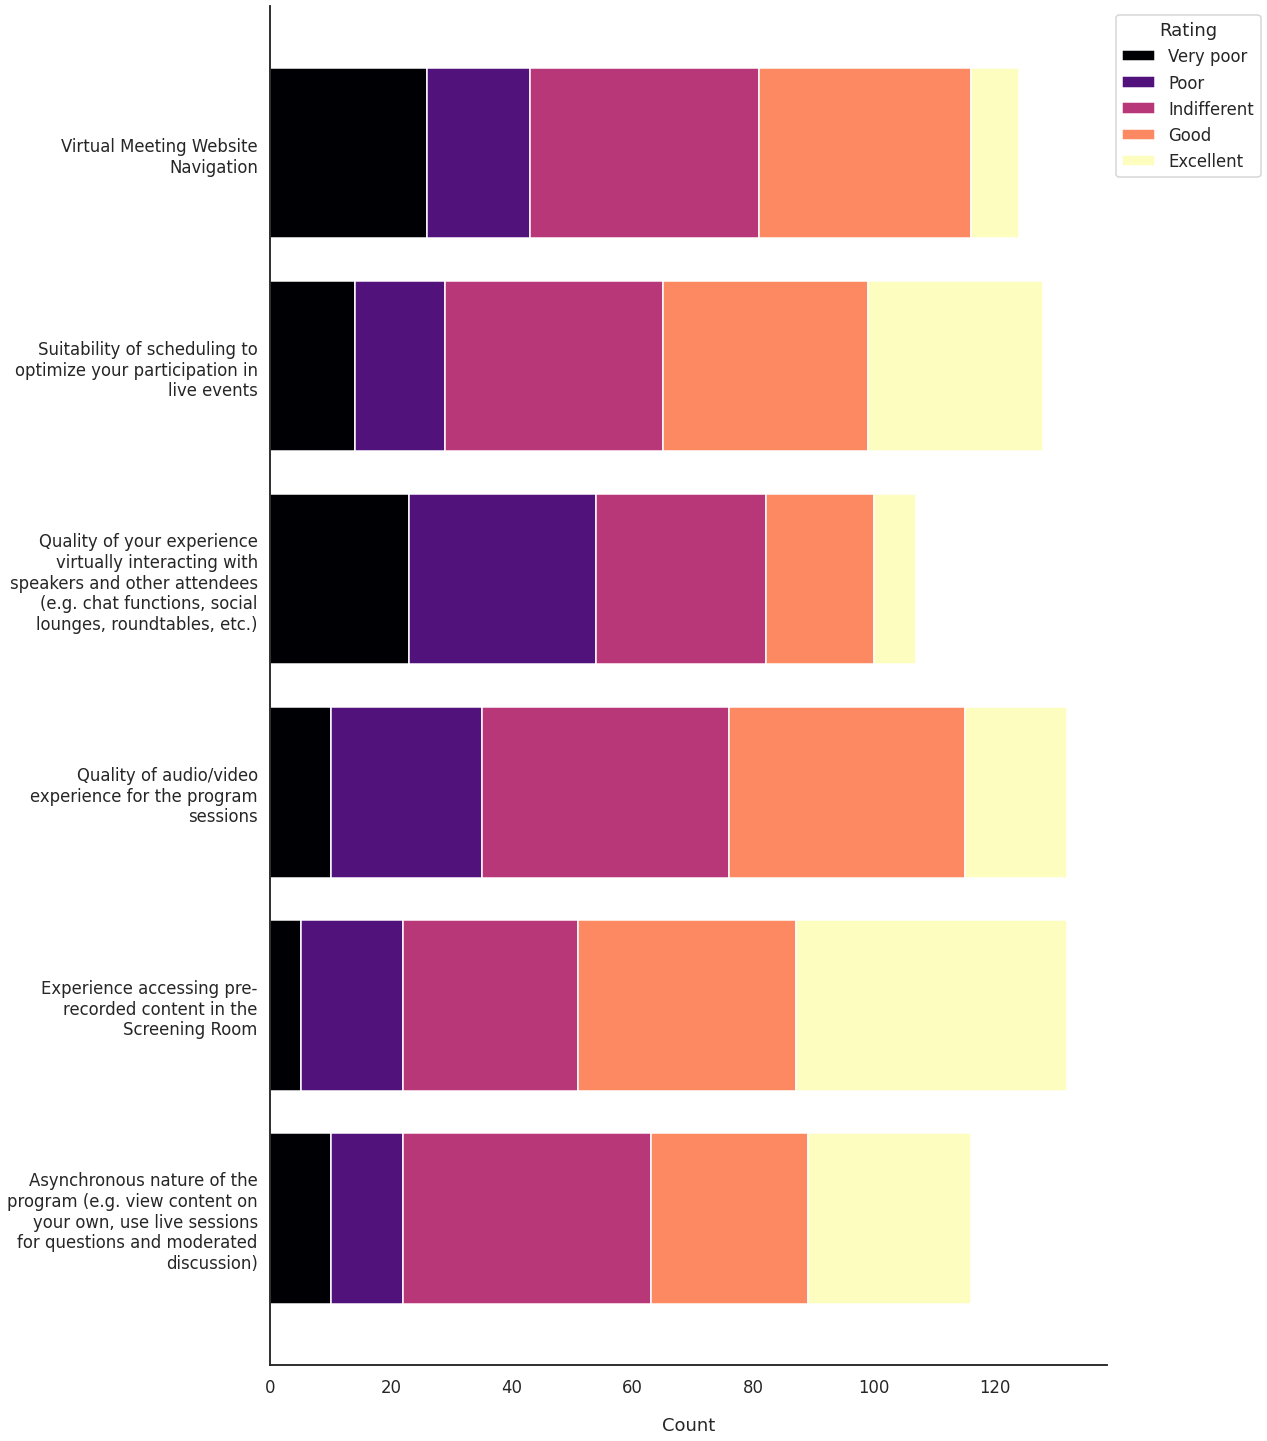 Rating
Very poor
Poor
Indifferent
Good
Excellent
Virtual Meeting Website
Navigation
Suitability of scheduling to
optimize your participation in
live events
Quality of your experience
virtually interacting with
speakers and other attendees
(e.g. chat functions, social
lounges, roundtables, etc.)
Quality of audio/video
experience for the program
sessions
Experience accessing pre-
recorded content in the
Screening Room
Asynchronous nature of the
program (e.g. view content on
your own, use live sessions
for questions and moderated
discussion)
0 20 40 60 80 100 120
Count